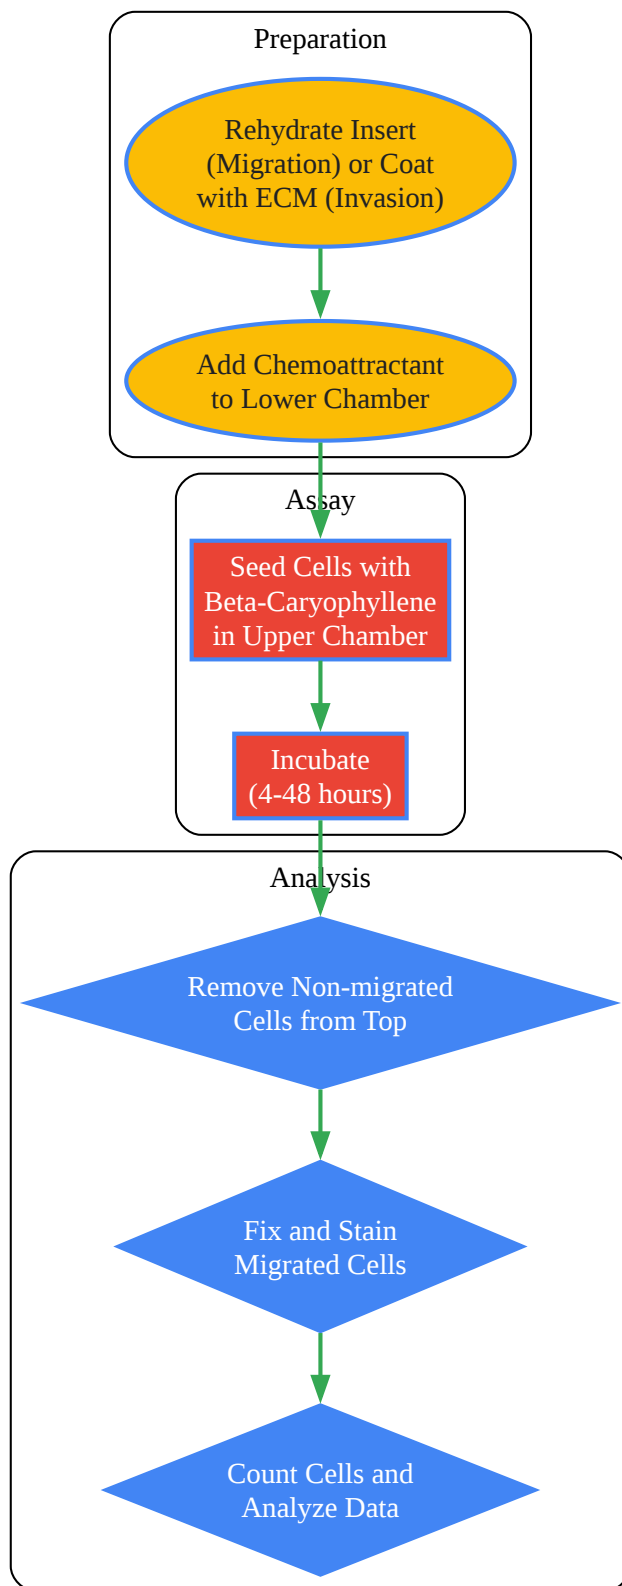 Preparation
Rehydrate Insert
(Migration) or Coat
with ECM (Invasion)
Add Chemoattractant
to Lower Chamber
Assay
Seed Cells with
Beta-Caryophyllene
in Upper Chamber
Incubate
(4-48 hours)
Analysis
Remove Non-migrated
Cells from Top
Fix and Stain
Migrated Cells
Count Cells and
Analyze Data